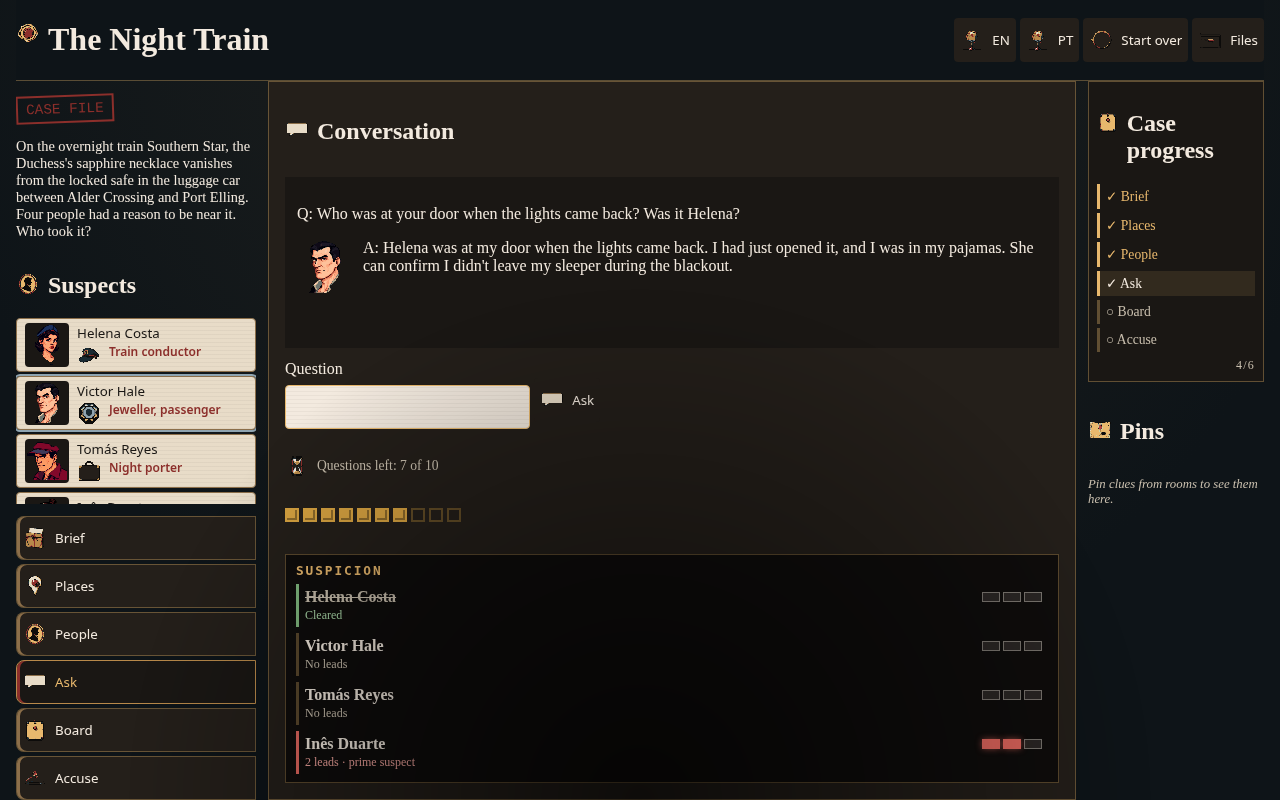 The Night Train
EN
PT
Start over
Files
CASE FILE
On the overnight train Southern Star, the
Duchess's sapphire necklace vanishes
from the locked safe in the luggage car
between Alder Crossing and Port Elling.
Four people had a reason to be near it.
Who took it?
Suspects
Helena Costa
Train conductor
Victor Hale
Jeweller, passenger
Tomás Reyes
Night porter
Brief
Places
People
Ask
Board
Accuse
Conversation
Q: Who was at your door when the lights came back? Was it Helena?
A: Helena was at my door when the lights came back. I had just opened it, and I was in my pajamas. She
can confirm I didn't leave my sleeper during the blackout.
Question
Ask
Questions left: 7 of 10
SUSPICION
Helena Costa
Cleared
Victor Hale
No leads
Tomás Reyes
No leads
Inês Duarte
2 leads · prime suspect
Case
progress
✓ Brief
✓ Places
✓ People
✓ Ask
○ Board
○ Accuse
4/6
Pins
Pin clues from rooms to see them
here.